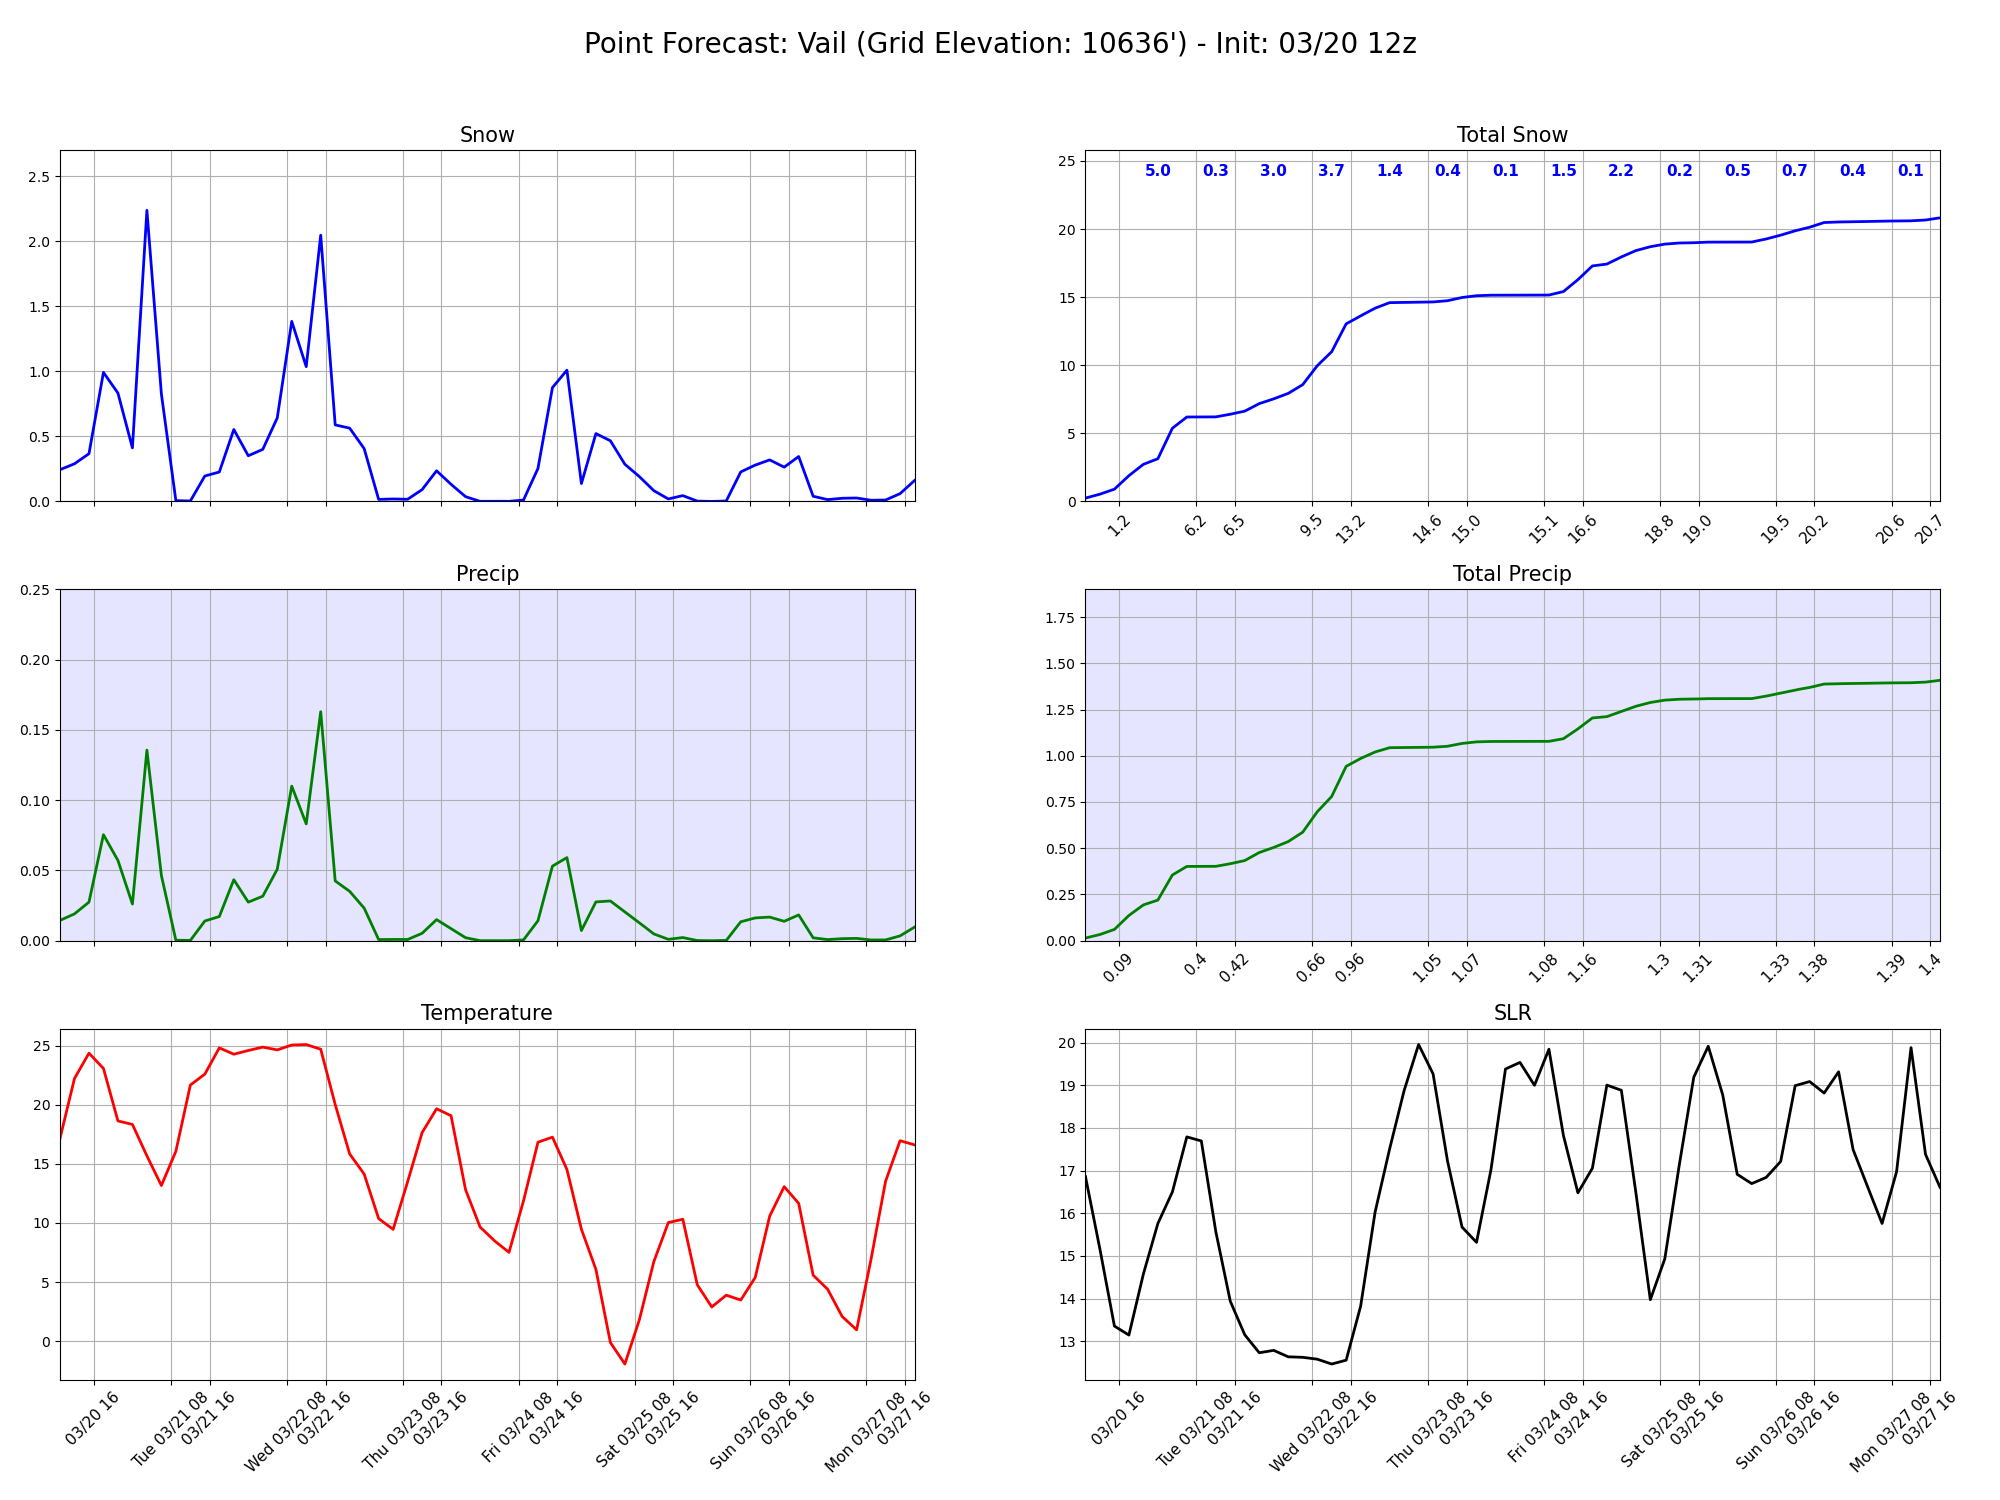 Point Forecast: Vail (Grid Elevation: 10636') - Init: 03/20 12z
Snow
2.5
2.0
1.5
1.0
0.5
0.0
Total Snow
5.0 0.3 3.0 3.7 1.4 0.4 0.1 1.5 2.2 0.2 0.5 0.7 0.4 0.1
25
20
15
10
5
0
1.2 6.2 6.5 9.5 13.2 14.6 15.0 15.1 16.6 18.8 19.0 19.5 20.2 20.6 20.7
Precip
0.25
0.20
0.15
0.10
0.05
0.00
Total Precip
1.75
1.50
1.25
1.00
0.75
0.50
0.25
0.00
0.09 0.4 0.42 0.66 0.96 1.05 1.07 1.08 1.16 1.3 1.31 1.33 1.38 1.39 1.4
Temperature
25
20
15
10
5
0
03/20 16
Tue 03/21 08
03/21 16
Wed 03/22 08
03/22 16
Thu 03/23 08
03/23 16
Fri 03/24 08
03/24 16
Sat 03/25 08
03/25 16
Sun 03/26 08
03/26 16
Mon 03/27 08
03/27 16
SLR
20
19
18
17
16
15
14
13
03/20 16
Tue 03/21 08
03/21 16
Wed 03/22 08
03/22 16
Thu 03/23 08
03/23 16
Fri 03/24 08
03/24 16
Sat 03/25 08
03/25 16
Sun 03/26 08
03/26 16
Mon 03/27 08
03/27 16